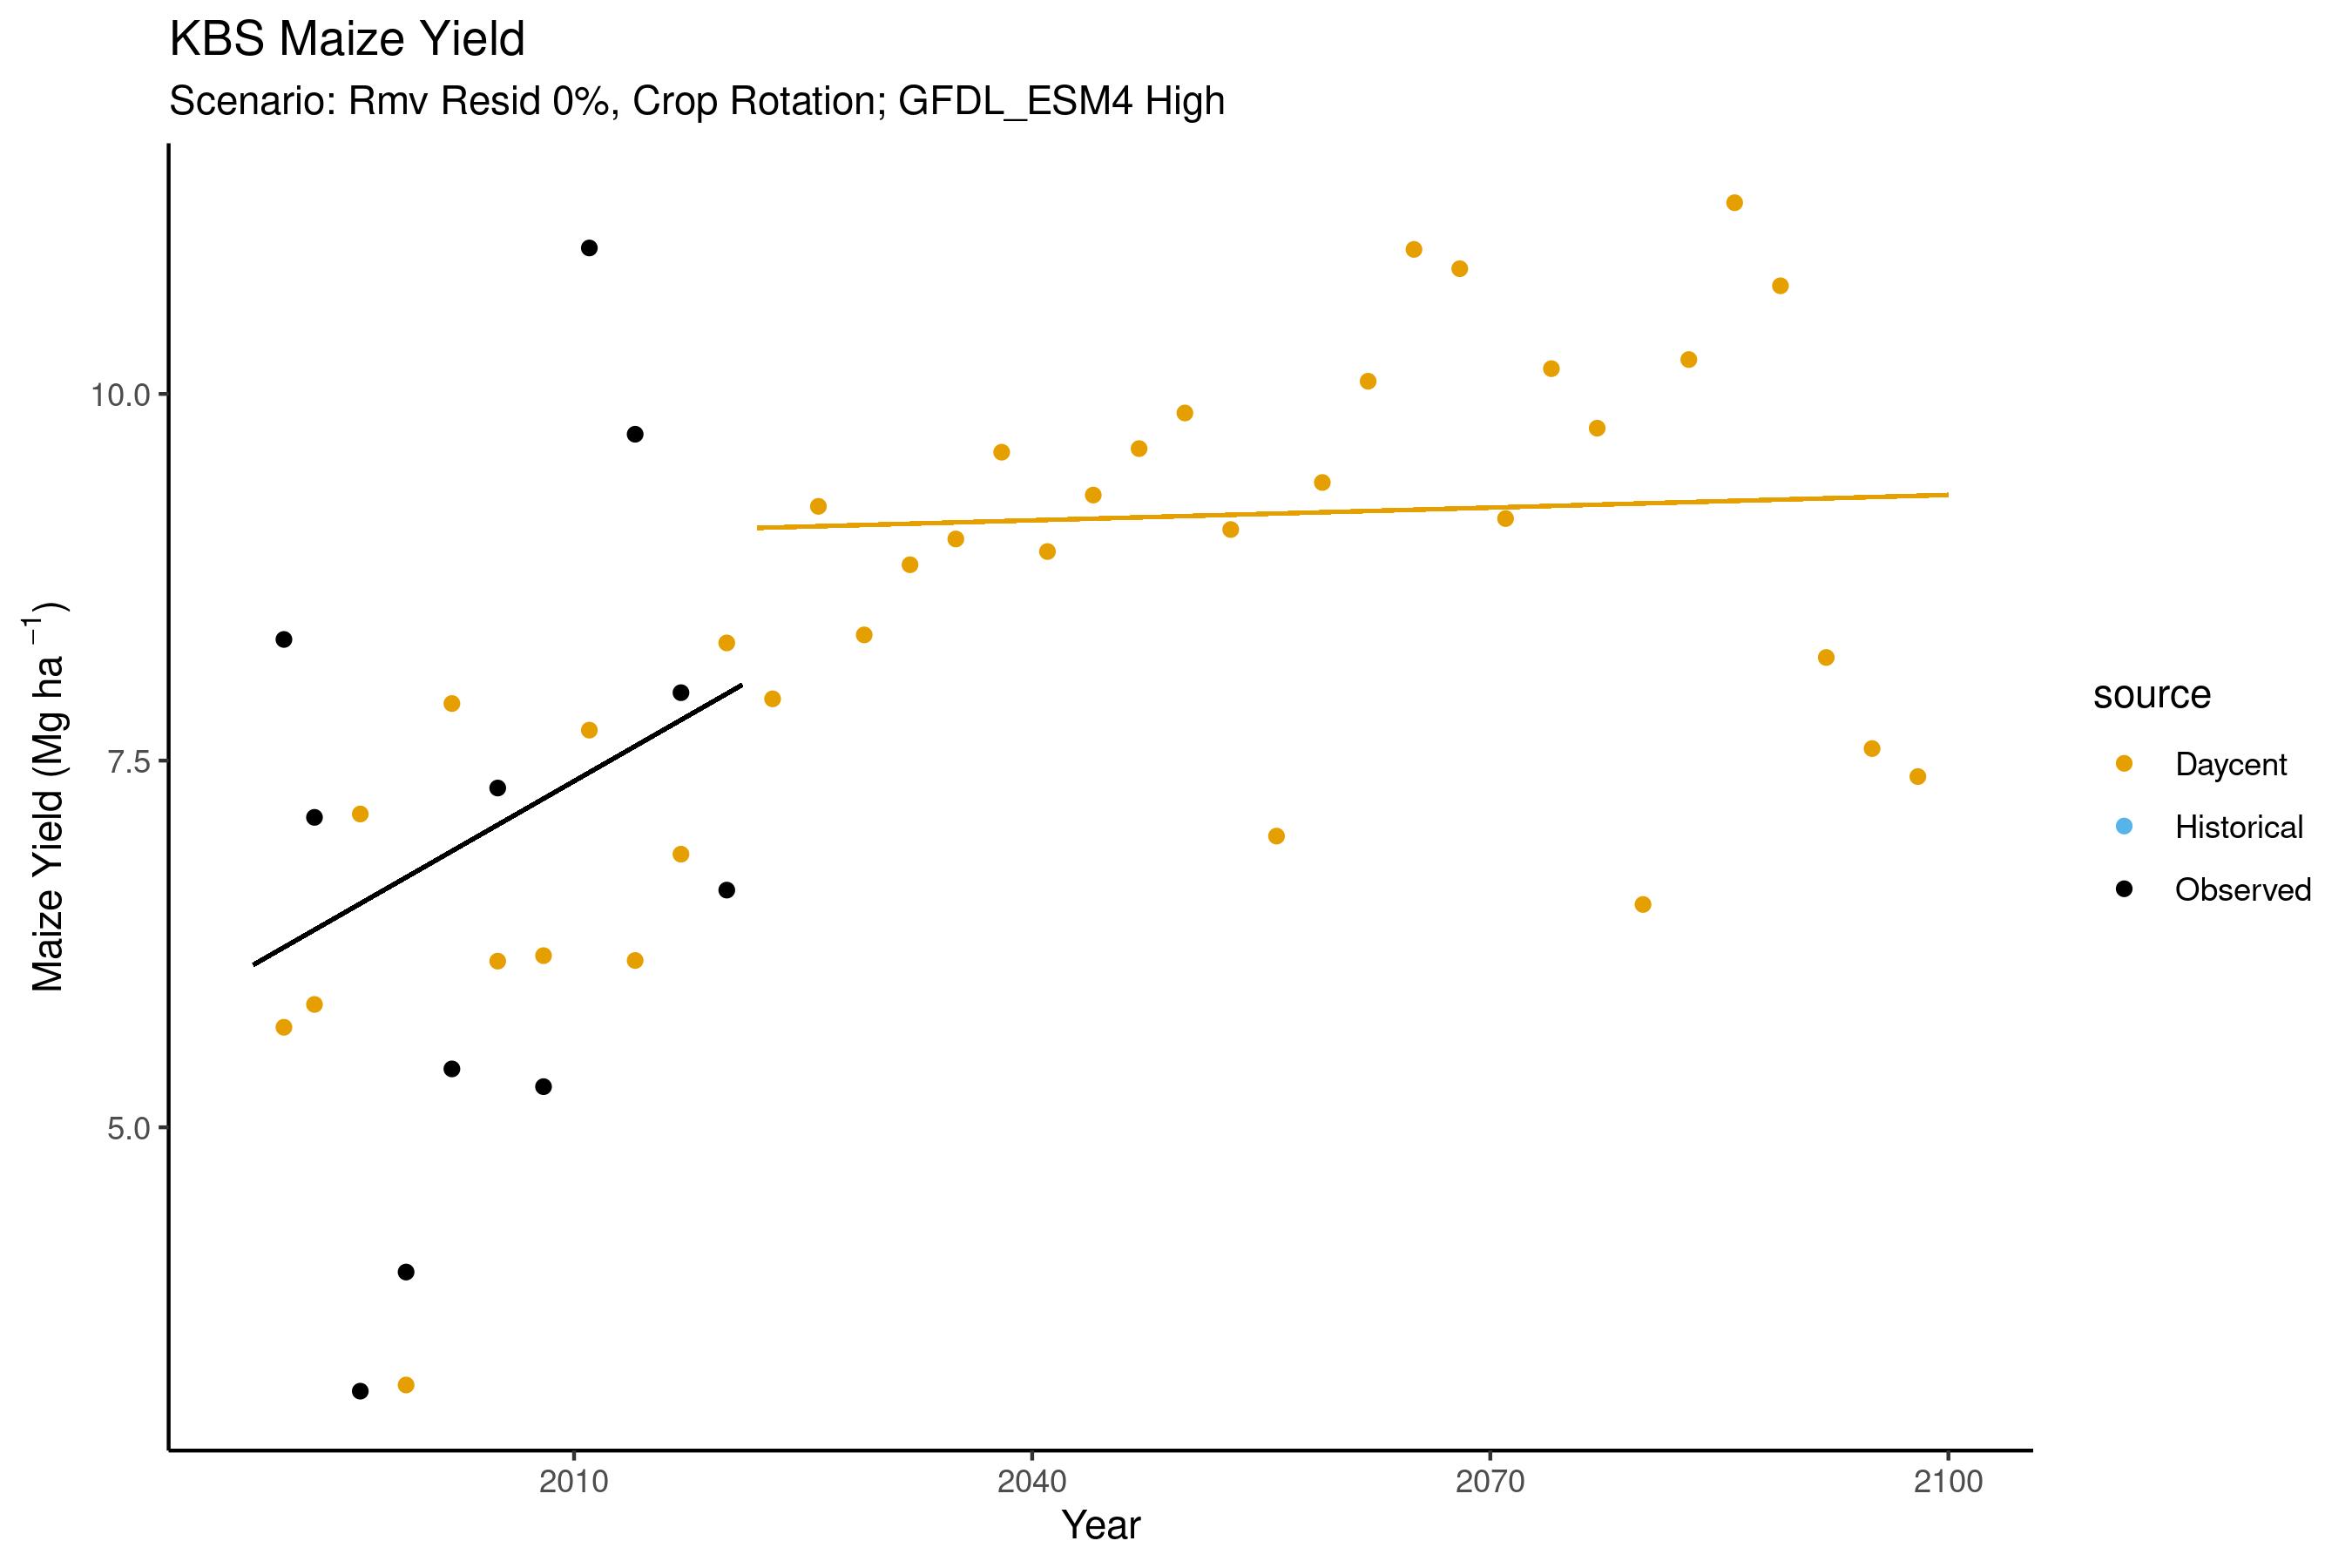 KBS Maize Yield
Scenario: Rmv Resid 0%, Crop Rotation; GFDL_ESM4 High
Maize Yield (Mg ha −1)
10.0
7.5
5.0
2010
2040
2070
2100
Year
source
Daycent
Historical
Observed